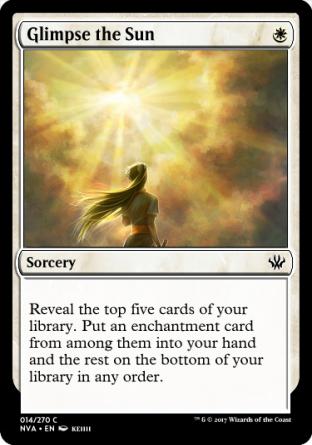 Glimpse the Sun
Sorcery
Reveal the top five cards of your
library. Put an enchantment card
from among them into your hand
and the rest on the bottom of your
library in any order.
014/270 C
NVA • EN KEIIII
™ & © 2017 Wizards of the Coast